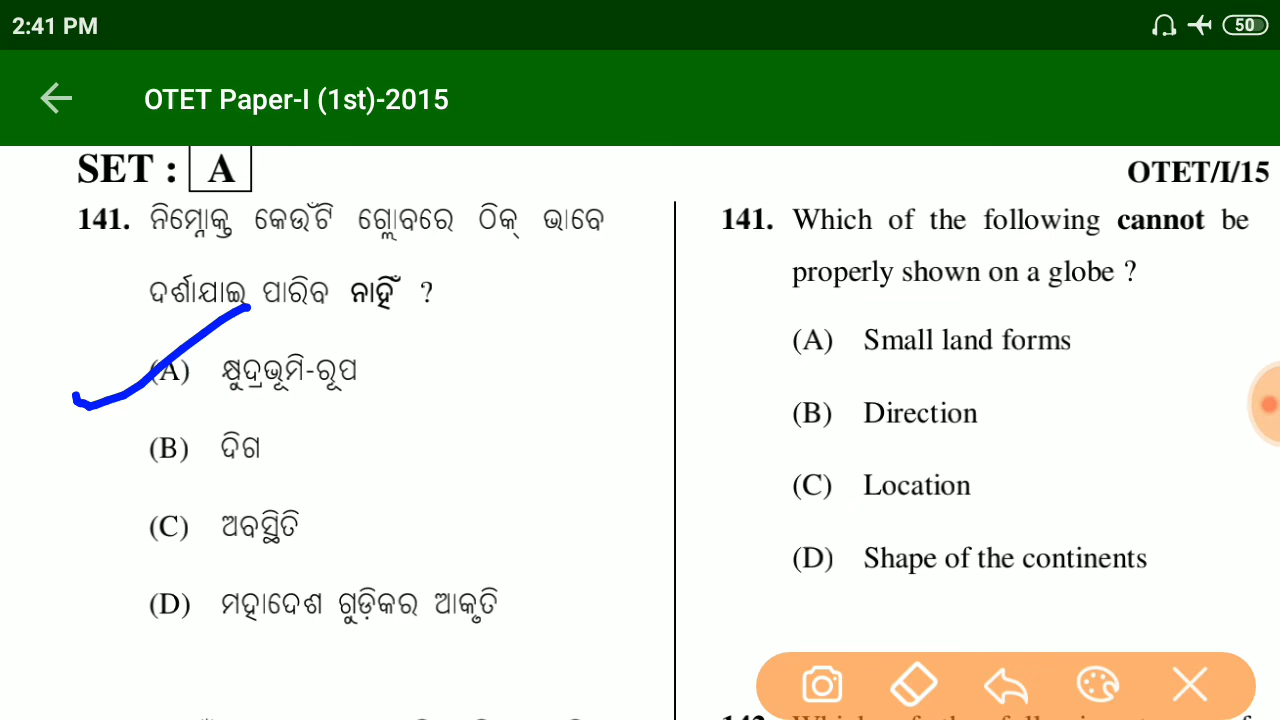 2:41 PM
50
OTET Paper-I (1st)-2015
SET : A
OTET/I/15
141. ନିମ୍ନୋକ୍ତ କେଉଁଟି ଗ୍ଲୋବରେ ଠିକ୍ ଭାବେ
ଦର୍ଶାଯାଇ ପାରିବ ନାହିଁ ?
(A) କ୍ଷୁଦ୍ରଭୂମି-ରୂପ
(B) ଦିଗ
(C) ଅବସ୍ଥିତି
(D) ମହାଦେଶ ଗୁଡ଼ିକର ଆକୃତି
141. Which of the following cannot be
properly shown on a globe ?
(A) Small land forms
(B) Direction
(C) Location
(D) Shape of the continents